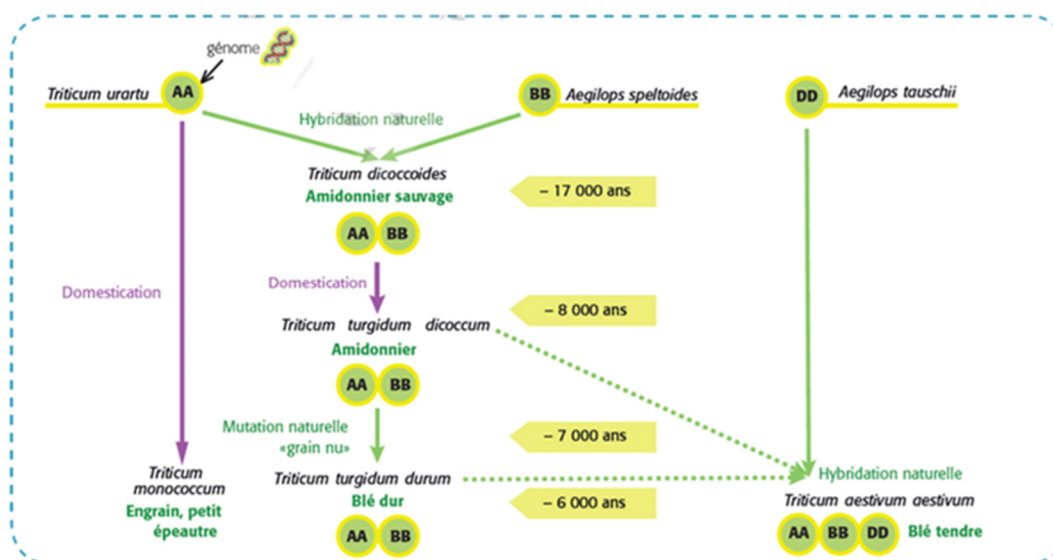 génome
Triticum urartu AA
BB Aegilops speltoides
DD Aegilops tauschii
Hybridation naturelle
Triticum dicoccoides
Amidonnier sauvage
AA BB
– 17 000 ans
Domestication
Domestication
– 8 000 ans
Triticum turgidum dicoccum
Amidonnier
AA BB
Mutation naturelle
«grain nu»
– 7 000 ans
Triticum
monococcum
Engrain, petit
épeautre
Triticum turgidum durum
Blé dur
AA BB
– 6 000 ans
Hybridation naturelle
Triticum aestivum aestivum
AA BB DD Blé tendre